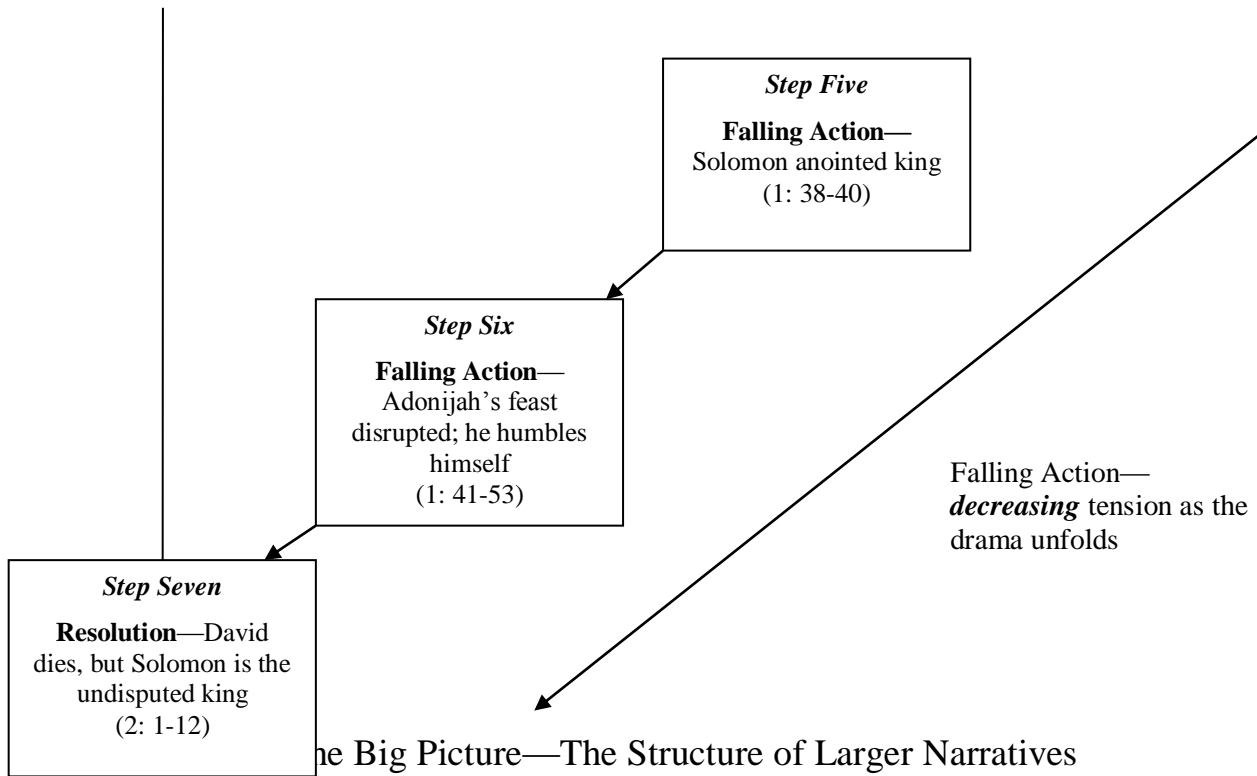 Step Five
Falling Action—
Solomon anointed king
(1: 38-40)
Step Six
Falling Action—
Adonijah’s feast
disrupted; he humbles
himself
(1: 41-53)
Falling Action—
decreasing tension as the
drama unfolds
Step Seven
Resolution—David
dies, but Solomon is the
undisputed king
(2: 1-12)
Big Picture—The Structure of Larger Narratives